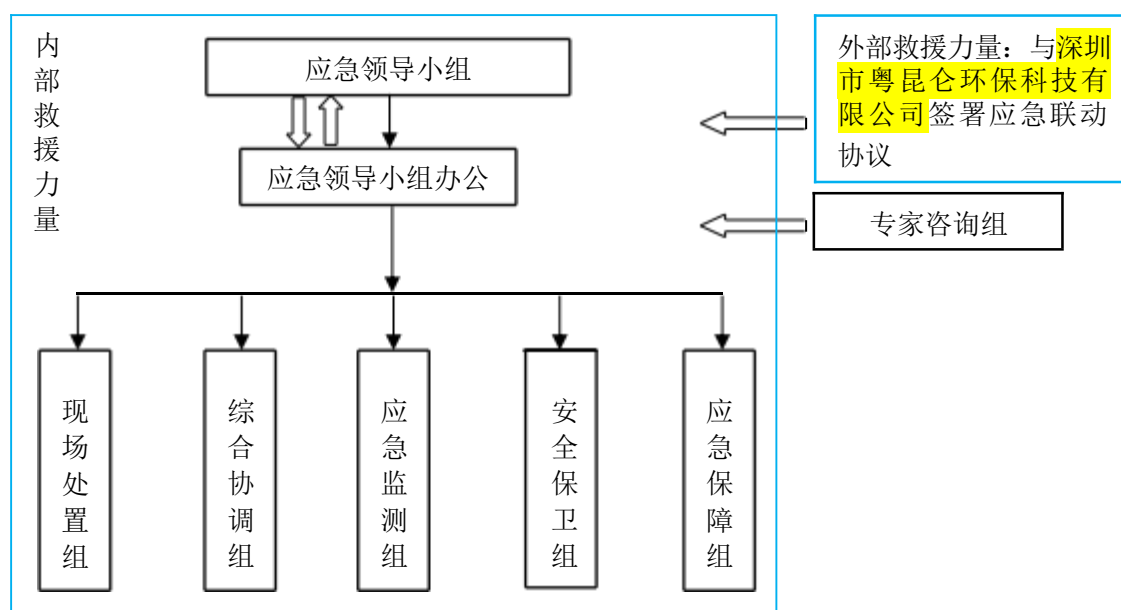 内部救援力量
应急领导小组
应急领导小组办公
外部救援力量：与深圳
市粤昆仑环保科技有
限公司签署应急联动
协议
专家咨询组
现场处置组
综合协调组
应急监测组
安全保卫组
应急保障组